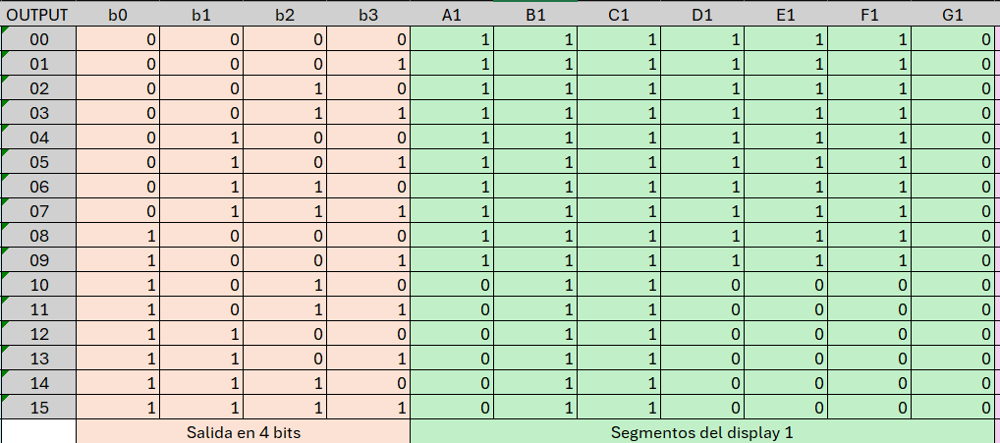 OUTPUT b0 b1 b2 b3 A1 B1 C1 D1 E1 F1 G1
00 0 0 0 0 1 1 1 1 1 1 0
01 0 0 0 1 1 1 1 1 1 1 0
02 0 0 1 0 1 1 1 1 1 1 0
03 0 0 1 1 1 1 1 1 1 1 0
04 0 1 0 0 1 1 1 1 1 1 0
05 0 1 0 1 1 1 1 1 1 1 0
06 0 1 1 0 1 1 1 1 1 1 0
07 0 1 1 1 1 1 1 1 1 1 0
08 1 0 0 0 1 1 1 1 1 1 0
09 1 0 0 1 1 1 1 1 1 1 0
10 1 0 1 0 0 1 1 0 0 0 0
11 1 0 1 1 0 1 1 0 0 0 0
12 1 1 0 0 0 1 1 0 0 0 0
13 1 1 0 1 0 1 1 0 0 0 0
14 1 1 1 0 0 1 1 0 0 0 0
15 1 1 1 1 0 1 1 0 0 0 0
Salida en 4 bits Segmentos del display 1